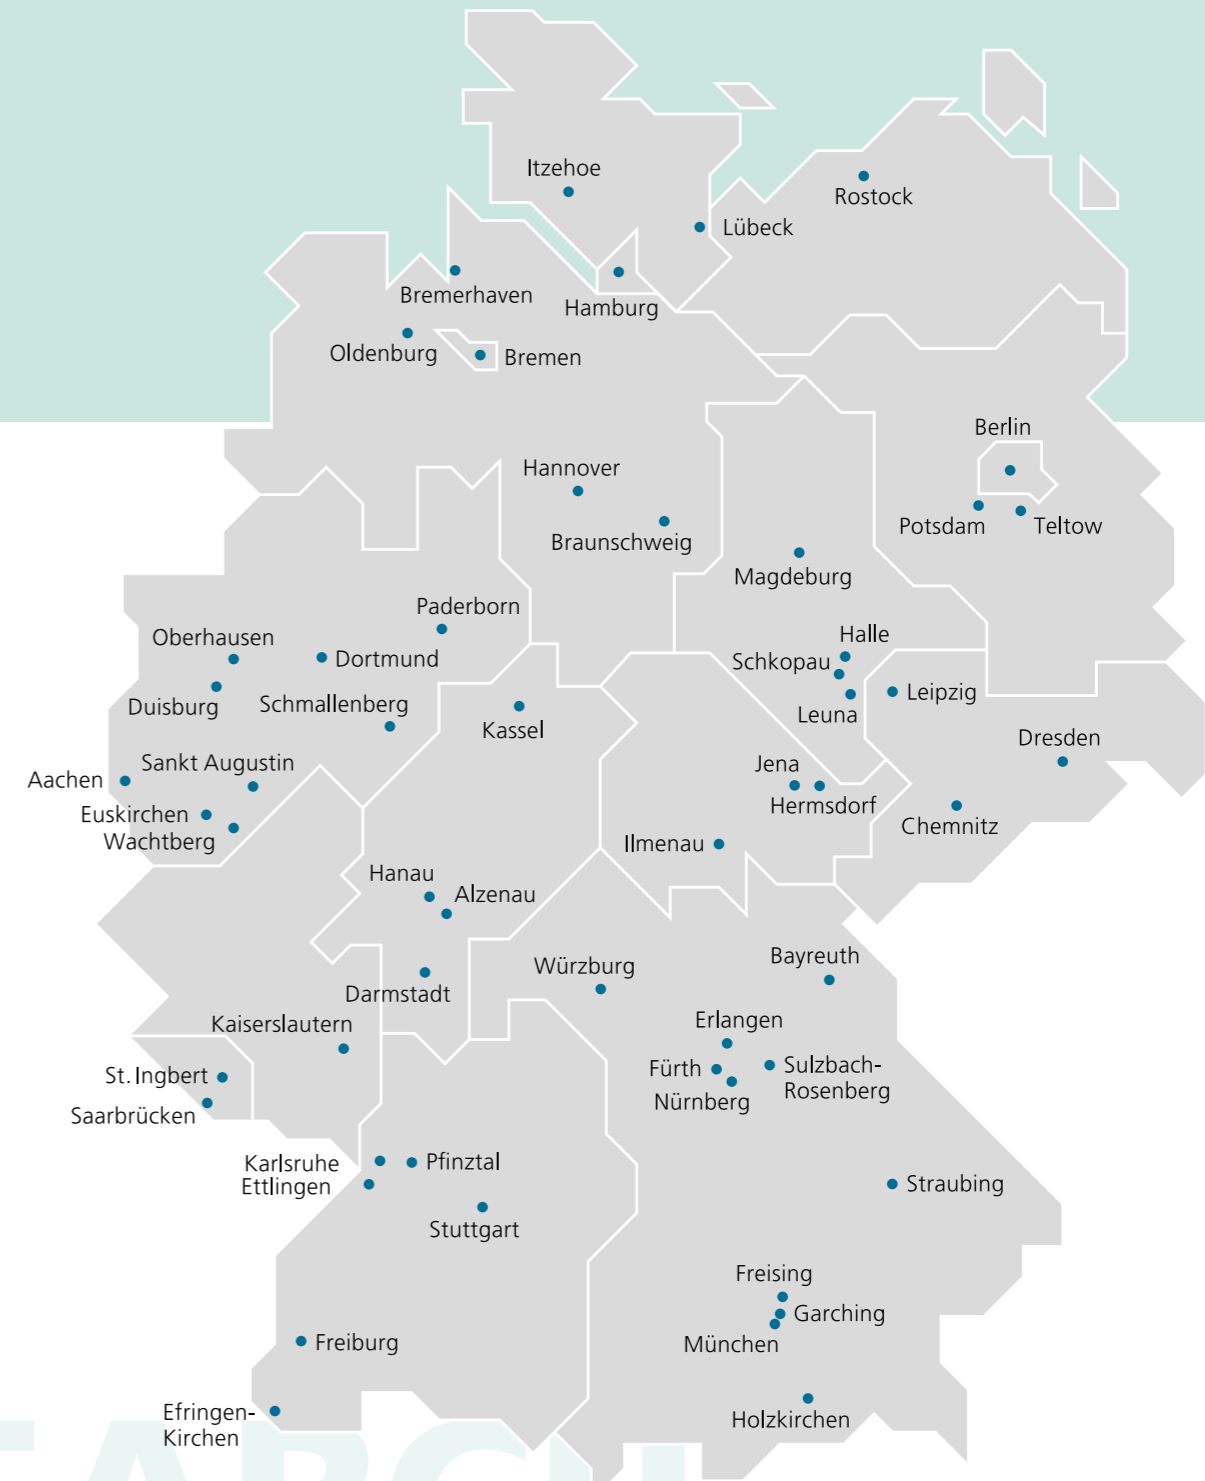 Itzehoe
Rostock
Lübeck
Bremerhaven
Hamburg
Oldenburg
Bremen
Berlin
Hannover
Potsdam
Teltow
Braunschweig
Magdeburg
Paderborn
Oberhausen
Halle
Dortmund
Schkopau
Leipzig
Duisburg
Schmallenberg
Leuna
Kassel
Dresden
Sankt Augustin
Jena
Aachen
Hermsdorf
Euskirchen
Chemnitz
Wachtberg
Ilmenau
Hanau
Alzenau
Bayreuth
Würzburg
Darmstadt
Erlangen
Kaiserslautern
Sulzbach-
Rosenberg
Fürth
St. Ingbert
Nürnberg
Saarbrücken
Karlsruhe
Pfinztal
Ettlingen
Straubing
Stuttgart
Freising
Garching
Freiburg
München
Efringen-
Kirchen
Holzkirchen